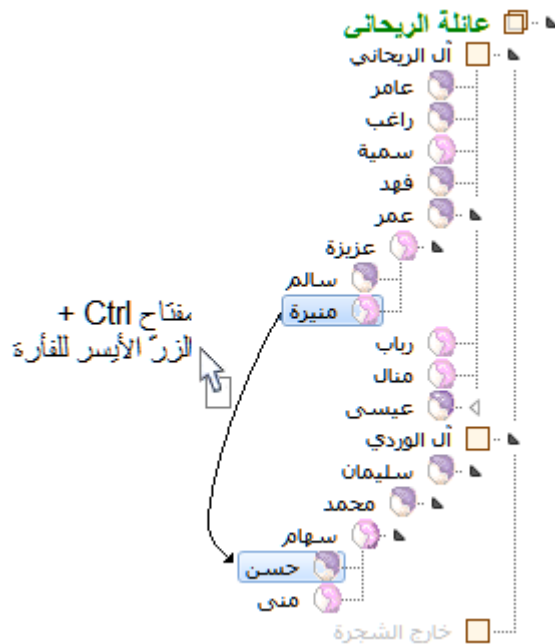 عائلة الريحاني
آل الريحاني
عامر
راغب
سمية
فهد
عمر
عزيزة
سالم
منيرة
مفتاح Ctrl +
الزرّ الأيسر للفأرة
رباب
منال
عيسى
آل الوردي
سليمان
محمد
سهام
حسن
منى
خارج الشجرة